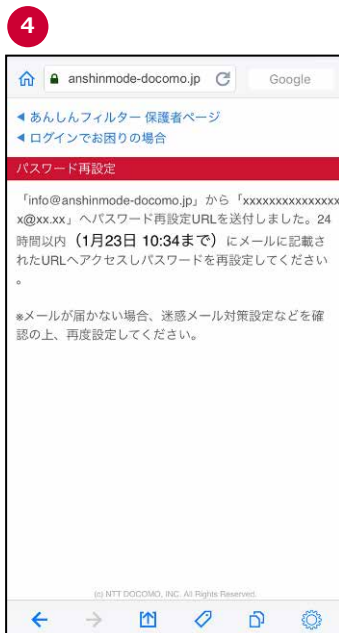 4
anshinmode-docomo.jp
Google
あんしんフィルター 保護者ページ
ログインでお困りの場合
パスワード再設定
「info@anshinmode-docomo.jp」から「xxxxxxxxxxxxxxx
x@xx.xx」へパスワード再設定URLを送付しました。24
時間以内（1月23日 10:34まで）にメールに記載さ
れたURLへアクセスしパスワードを再設定してください
。
※メールが届かない場合、迷惑メール対策設定などを確
認の上、再度設定してください。
(c) NTT DOCOMO, INC. All Rights Reserved.